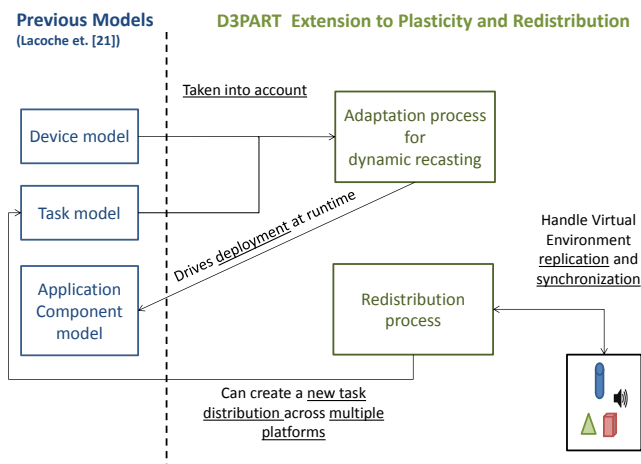 Previous Models
(Lacoche et. [21])
D3PART Extension to Plasticity and Redistribution
Taken into account
Device model
Adaptation process
for
dynamic recasting
Task model
Drives deployment at runtime
Handle Virtual
Environment
replication and
synchronization
Application
Component
model
Redistribution
process
Can create a new task
distribution across multiple
platforms